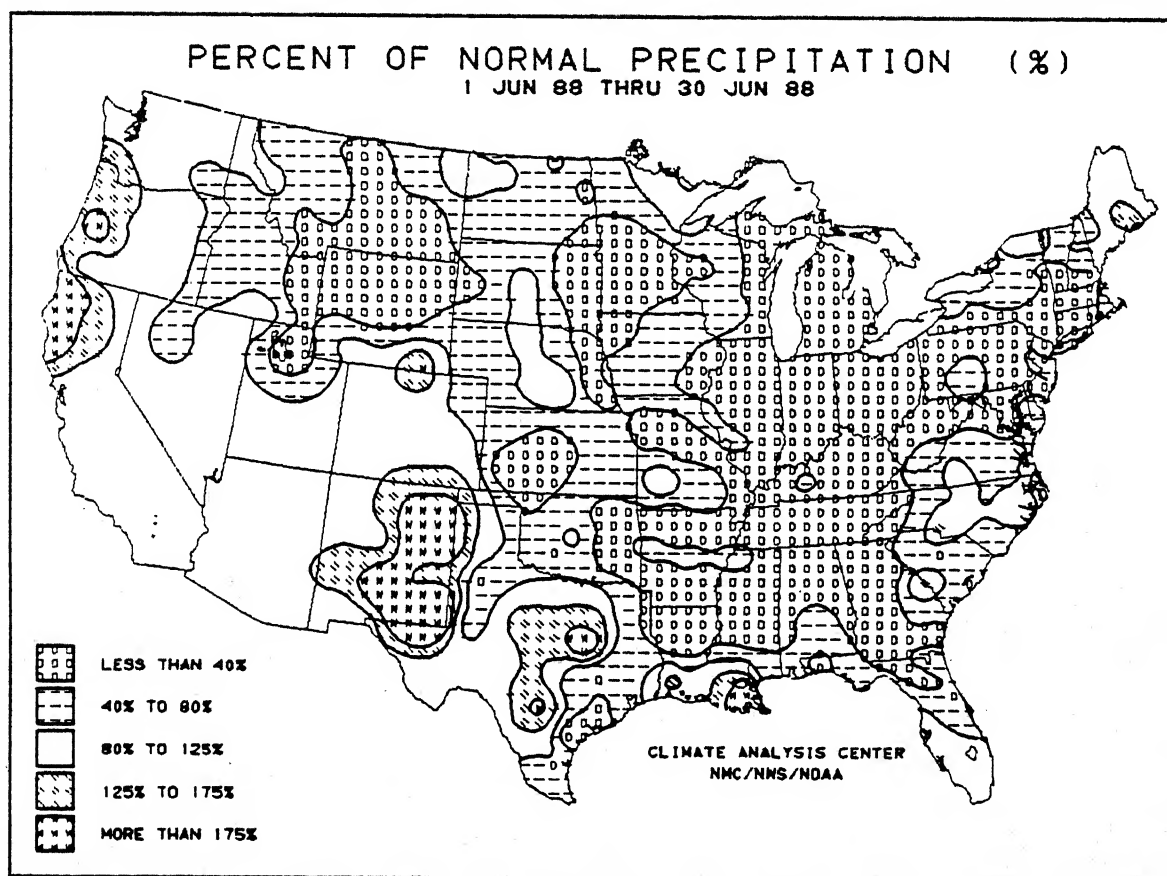 PERCENT OF NORMAL PRECIPITATION (%)
1 JUN 88 THRU 30 JUN 88
LESS THAN 40%
40% TO 80%
80% TO 125%
125% TO 175%
MORE THAN 175%
CLIMATE ANALYSIS CENTER
NMC/NWS/NOAA